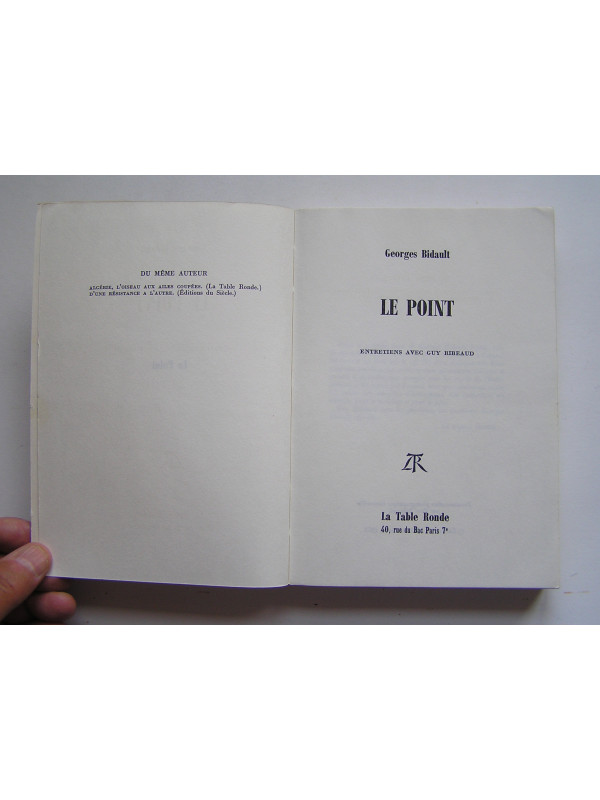 DU MÊME AUTEUR
ALGÉRIE, L'OISEAU AUX AILES COUPÉES. (La Table Ronde.)
D'UNE RÉSISTANCE A L'AUTRE. (Éditions du Siècle.)
Georges Bidault
LE POINT
ENTRETIENS AVEC GUY RIBEAUD
LTR
La Table Ronde
40, rue du Bac Paris 7e